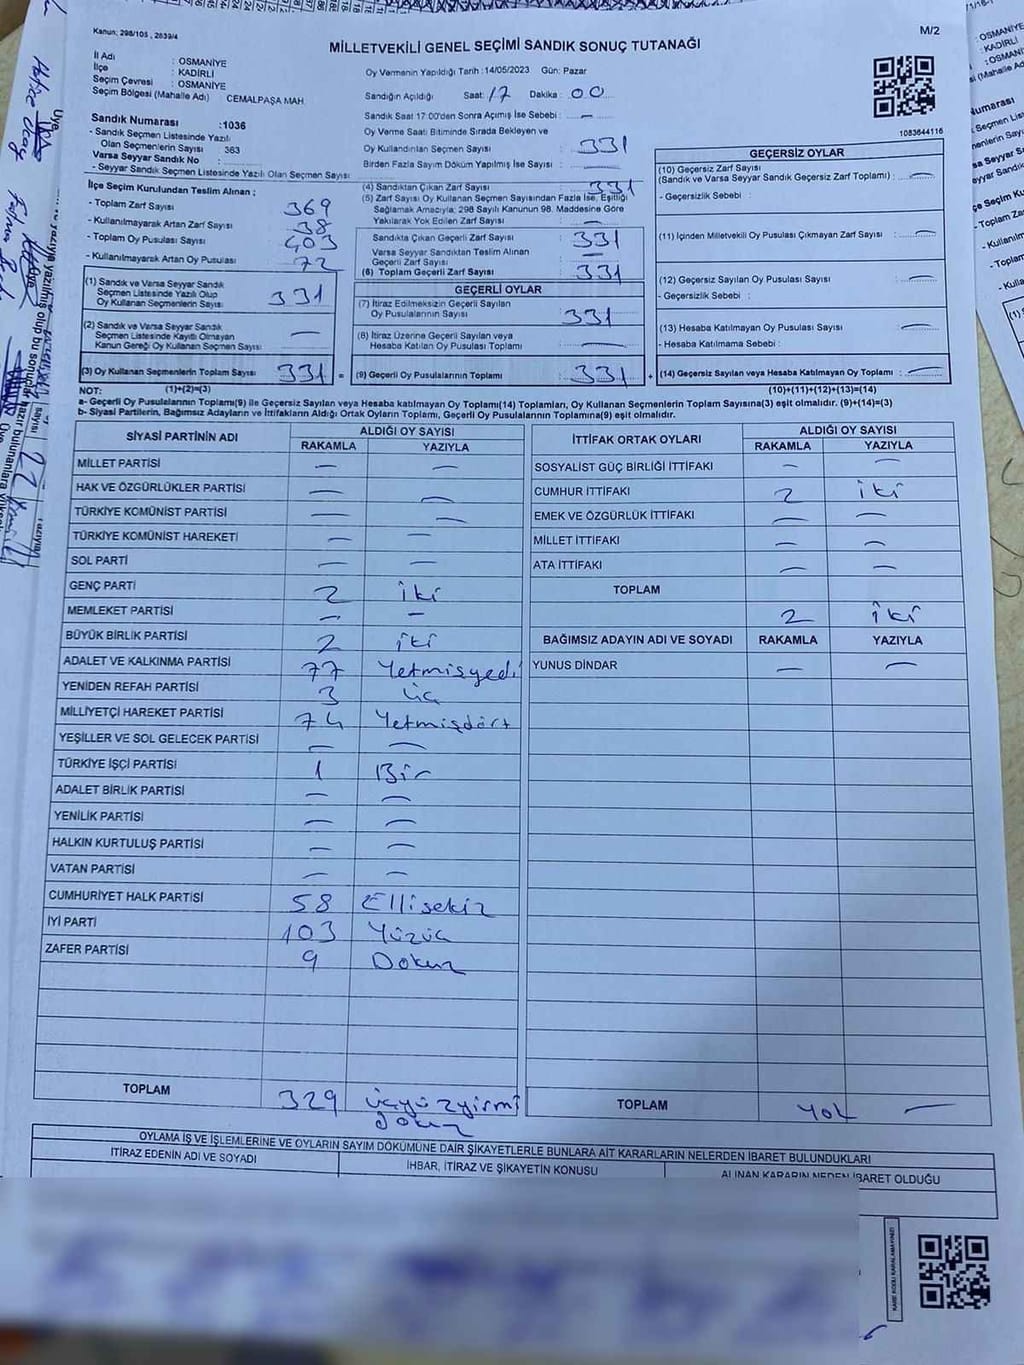 Kanun: 298/105 , 2839/4
M/2
MİLLETVEKİLİ GENEL SEÇİMİ SANDIK SONUÇ TUTANAĞI
İl Adı : OSMANİYE
İlçe : KADİRLİ
Seçim Çevresi : OSMANİYE
Seçim Bölgesi (Mahalle Adı) CEMALPAŞA MAH.
Oy Vermenin Yapıldığı Tarih :14/05/2023 Gün: Pazar
Sandığın Açıldığı Saat: 17 Dakika : 00
Sandık Saat 17:00'den Sonra Açımış İse Sebebi : —
Oy Verme Saati Bitiminde Sırada Bekleyen ve
Oy Kullandırılan Seçmen Sayısı : 331
Birden Fazla Sayım Döküm Yapılmış İse Sayısı : —
1083644116
Sandık Numarası :1036
- Sandık Seçmen Listesinde Yazılı
Olan Seçmenlerin Sayısı 363
Varsa Seyyar Sandık No :
- Seyyar Sandık Seçmen Listesinde Yazılı Olan Seçmen Sayısı :
İlçe Seçim Kurulundan Teslim Alınan ;
- Toplam Zarf Sayısı : 369
- Kullanılmayarak Artan Zarf Sayısı : 38
- Toplam Oy Pusulası Sayısı : 403
- Kullanılmayarak Artan Oy Pusulası : 72
(1) Sandık ve Varsa Seyyar Sandık
Seçmen Listesinde Yazılı Olup
Oy Kullanan Seçmenlerin Sayısı : 331
(2) Sandık ve Varsa Seyyar Sandık
Seçmen Listesinde Kayıtlı Olmayan
Kanun Gereği Oy Kullanan Seçmen Sayısı : —
(3) Oy Kullanan Seçmenlerin Toplam Sayısı : 331 =
(4) Sandıktan Çıkan Zarf Sayısı : 331
(5) Zarf Sayısı Oy Kullanan Seçmen Sayısından Fazla İse, Eşitliği
Sağlamak Amacıyla; 298 Sayılı Kanunun 98. Maddesine Göre
Yakılarak Yok Edilen Zarf Sayısı : —
Sandıkta Çıkan Geçerli Zarf Sayısı : 331
Varsa Seyyar Sandıktan Teslim Alınan
Geçerli Zarf Sayısı : —
(6) Toplam Geçerli Zarf Sayısı : 331
GEÇERLİ OYLAR
(7) İtiraz Edilmeksizin Geçerli Sayılan
Oy Pusulalarının Sayısı : 331
(8) İtiraz Üzerine Geçerli Sayılan veya
Hesaba Katılan Oy Pusulası Toplamı : —
(9) Geçerli Oy Pusulalarının Toplamı : 331 +
GEÇERSİZ OYLAR
(10) Geçersiz Zarf Sayısı
(Sandık ve Varsa Seyyar Sandık Geçersiz Zarf Toplamı) : —
- Geçersizlik Sebebi :
(11) İçinden Milletvekili Oy Pusulası Çıkmayan Zarf Sayısı : —
(12) Geçersiz Sayılan Oy Pusulası Sayısı : —
- Geçersizlik Sebebi :
(13) Hesaba Katılmayan Oy Pusulası Sayısı : —
- Hesaba Katılmama Sebebi :
(14) Geçersiz Sayılan veya Hesaba Katılmayan Oy Toplamı : —
NOT: (1)+(2)=(3) (10)+(11)+(12)+(13)=(14)
a- Geçerli Oy Pusulasının Toplamı(9) ile Geçersiz Sayılan veya Hesaba katılmayan Oy Toplamı(14) Toplamları, Oy Kullanan Seçmenlerin Toplam Sayısına(3) eşit olmalıdır. (9)+(14)=(3)
b- Siyasi Partilerin, Bağımsız Adayların ve İttifakların Aldığı Ortak Oyların Toplamı, Geçerli Oy Pusulasının Toplamına(9) eşit olmalıdır.
SİYASİ PARTİNİN ADI ALDIĞI OY SAYISI
RAKAMLA YAZIYLA
MİLLET PARTİSİ — —
HAK VE ÖZGÜRLÜKLER PARTİSİ — —
TÜRKİYE KOMÜNİST PARTİSİ — —
TÜRKİYE KOMÜNİST HAREKETİ — —
SOL PARTİ — —
GENÇ PARTİ 2 iki
MEMLEKET PARTİSİ — —
BÜYÜK BİRLİK PARTİSİ 2 iki
ADALET VE KALKINMA PARTİSİ 77 Yetmişyedi
YENİDEN REFAH PARTİSİ 3 üç
MİLLİYETÇİ HAREKET PARTİSİ 74 Yetmişdört
YEŞİLLER VE SOL GELECEK PARTİSİ — —
TÜRKİYE İŞÇİ PARTİSİ 1 Bir
ADALET BİRLİK PARTİSİ — —
YENİLİK PARTİSİ — —
HALKIN KURTULUŞ PARTİSİ — —
VATAN PARTİSİ — —
CUMHURİYET HALK PARTİSİ 58 Ellisekiz
İYİ PARTİ 103 Yüzüç
ZAFER PARTİSİ 9 Dokuz
TOPLAM 329 üçyüzyirmi
dokuz
İTTİFAK ORTAK OYLARI ALDIĞI OY SAYISI
RAKAMLA YAZIYLA
SOSYALİST GÜÇ BİRLİĞİ İTTİFAKI — —
CUMHUR İTTİFAKI 2 iki
EMEK VE ÖZGÜRLÜK İTTİFAKI — —
MİLLET İTTİFAKI — —
ATA İTTİFAKI — —
TOPLAM 2 iki
BAĞIMSIZ ADAYIN ADI VE SOYADI RAKAMLA YAZIYLA
YUNUS DİNDAR — —
TOPLAM yok —
OYLAMA İŞ VE İŞLEMLERİNE VE OYLARIN SAYIM DÖKÜMÜNE DAİR ŞİKAYETLERLE BUNLARA AİT KARARLARIN NELERDEN İBARET BULUNDUKLARI
İTİRAZ EDENİN ADI VE SOYADI İHBAR, İTİRAZ VE ŞİKAYETİN KONUSU ALINAN KARARIN NEDEN İBARET OLDUĞU
KARE KODU KARALAMAYINIZ!